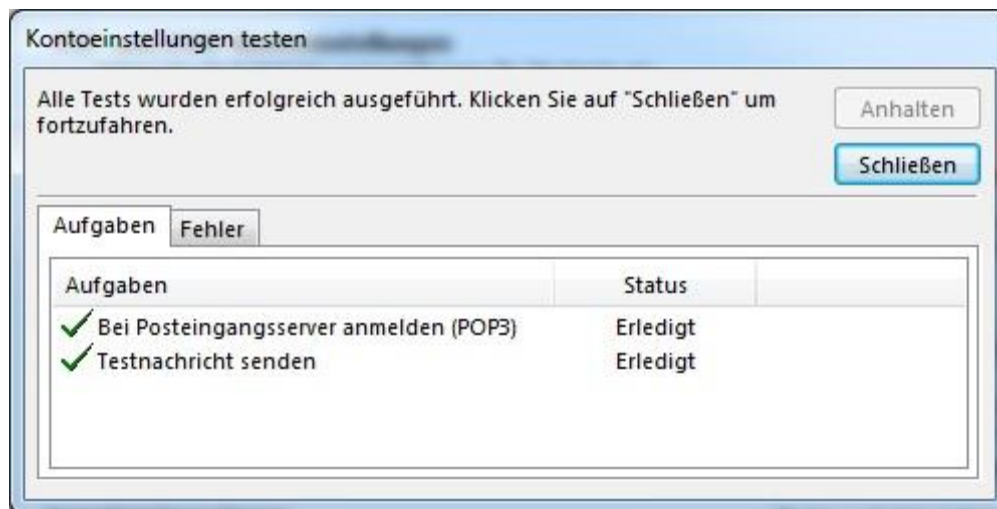 Kontoeinstellungen testen
Alle Tests wurden erfolgreich ausgeführt. Klicken Sie auf "Schließen" um
fortzufahren.
Anhalten
Schließen
Aufgaben Fehler
Aufgaben Status
Bei Posteingangsserver anmelden (POP3) Erledigt
Testnachricht senden Erledigt